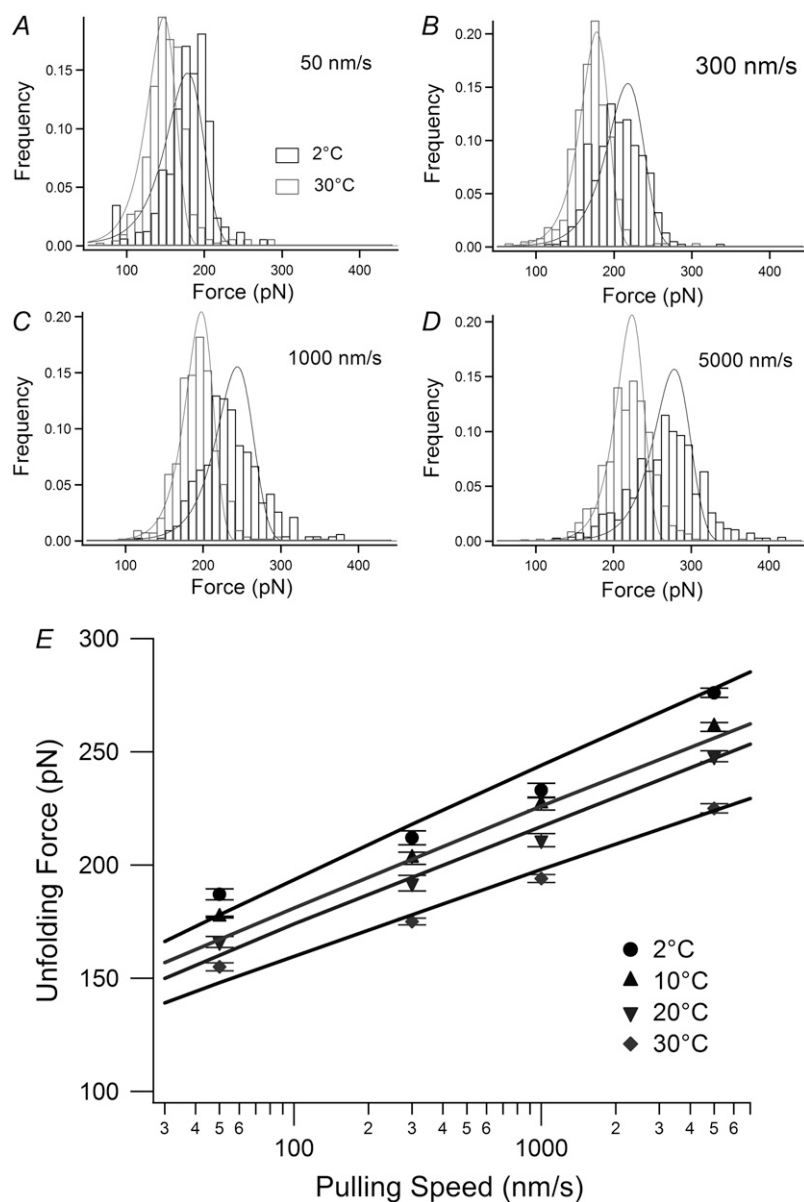 A
50 nm/s
Frequency
0.15
0.10
0.05
0.00
2°C
30°C
100 200 300 400
Force (pN)
B
300 nm/s
Frequency
0.20
0.15
0.10
0.05
0.00
100 200 300 400
Force (pN)
C
1000 nm/s
Frequency
0.20
0.15
0.10
0.05
0.00
100 200 300 400
Force (pN)
D
5000 nm/s
Frequency
0.20
0.15
0.10
0.05
0.00
100 200 300 400
Force (pN)
E
Unfolding Force (pN)
300
250
200
150
100
2°C
10°C
20°C
30°C
3 4 5 6 2 3 4 5 6 2 3 4 5 6
100 1000
Pulling Speed (nm/s)